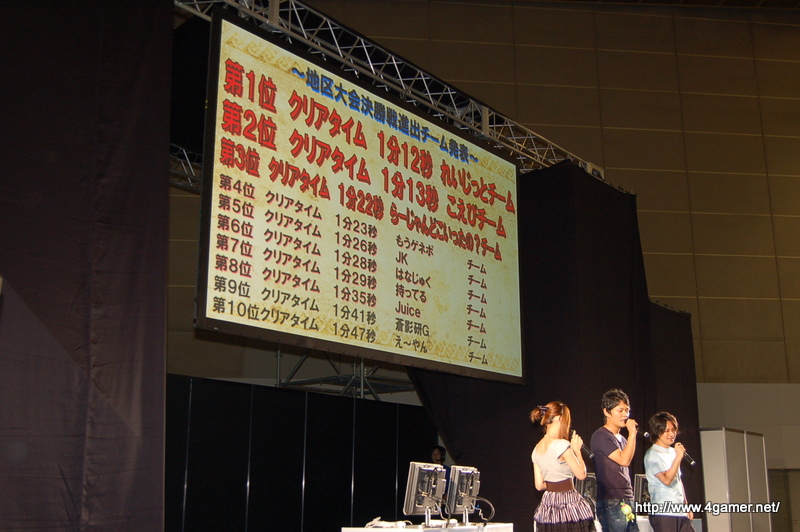 ～地区大会決勝戦進出チーム発表～
第1位 クリアタイム 1分12秒 れいじっとチーム
第2位 クリアタイム 1分13秒 こえびチーム
第3位 クリアタイム 1分22秒 らーじゃんどこいったの？チーム
第4位 クリアタイム 1分23秒 もうゲネポ チーム
第5位 クリアタイム 1分26秒 JK チーム
第6位 クリアタイム 1分28秒 はなじゅく チーム
第7位 クリアタイム 1分29秒 持ってる チーム
第8位 クリアタイム 1分35秒 Juice チーム
第9位 クリアタイム 1分41秒 蒼影研G チーム
第10位クリアタイム 1分47秒 え～やん チーム
http://www.4gamer.net/